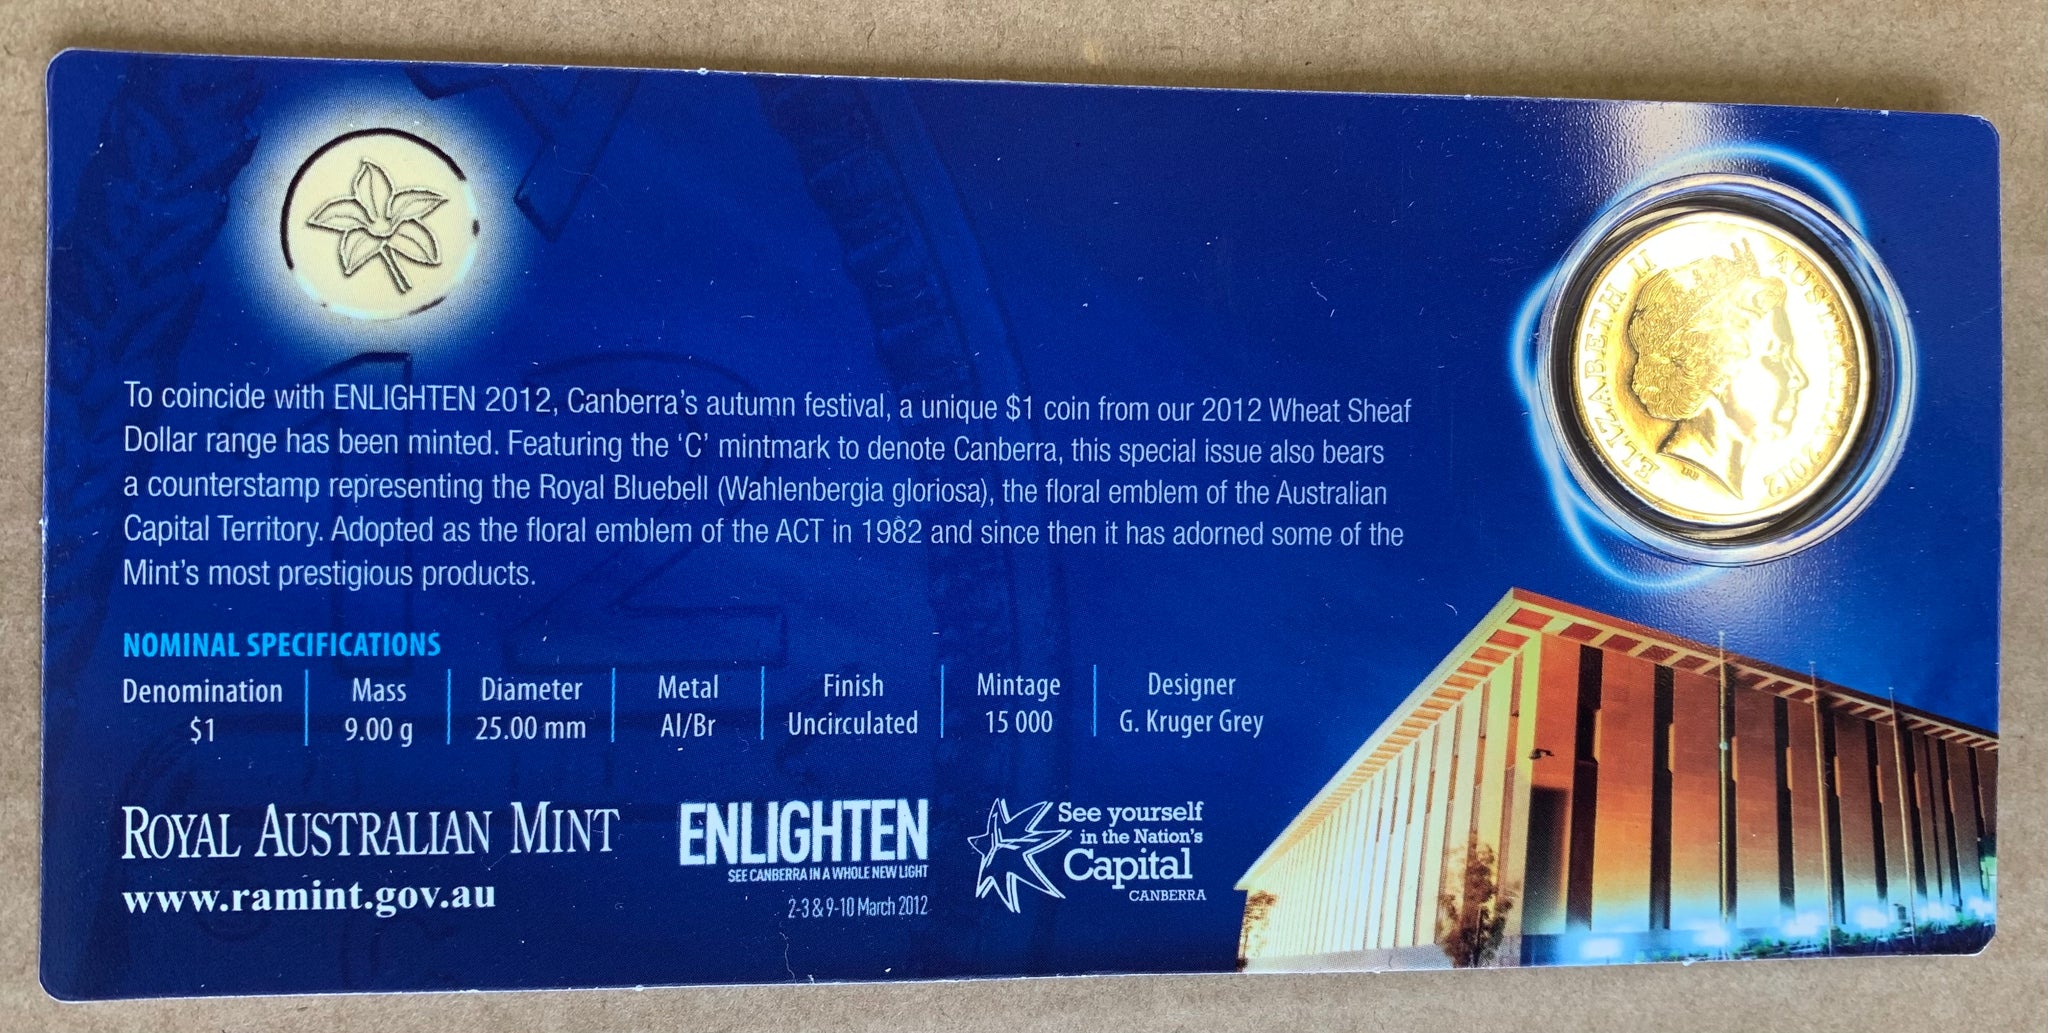 To coincide with ENLIGHTEN 2012, Canberra's autumn festival, a unique $1 coin from our 2012 Wheat Sheaf
Dollar range has been minted. Featuring the 'C' mintmark to denote Canberra, this special issue also bears
a counterstamp representing the Royal Bluebell (Wahlenbergia gloriosa), the floral emblem of the Australian
Capital Territory. Adopted as the floral emblem of the ACT in 1982 and since then it has adorned some of the
Mint's most prestigious products.
NOMINAL SPECIFICATIONS
Denomination Mass Diameter Metal Finish Mintage Designer
$1 9.00 g 25.00 mm Al/Br Uncirculated 15 000 G. Kruger Grey
ROYAL AUSTRALIAN MINT
www.ramint.gov.au
ENLIGHTEN
SEE CANBERRA IN A WHOLE NEW LIGHT
2-3 & 9-10 March 2012
See yourself
in the Nation's
Capital
CANBERRA
ELIZABETH II
AUSTRALIA 2012
IRB
12